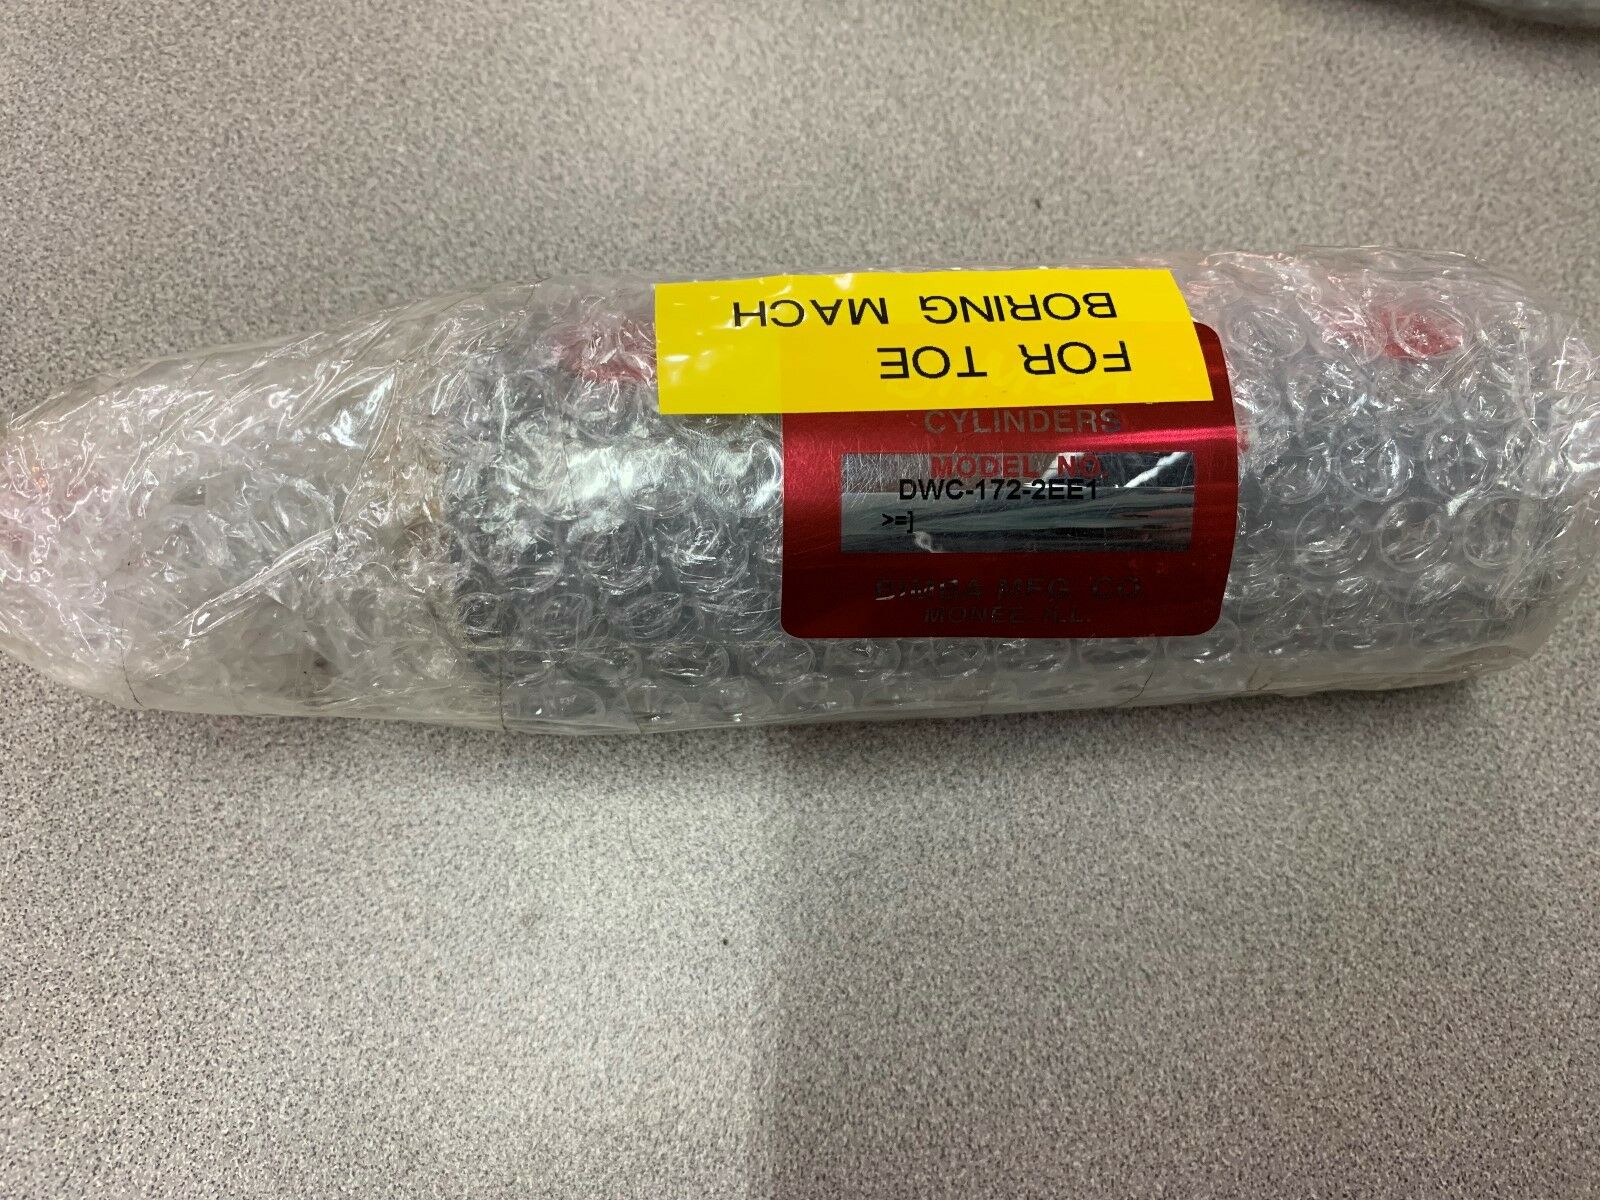 FOR TOE
BORING MACH
CYLINDERS
MODEL NO.
DWC-172-2EE1
>=]
BIMBA MFG. CO
MONEE, ILL.